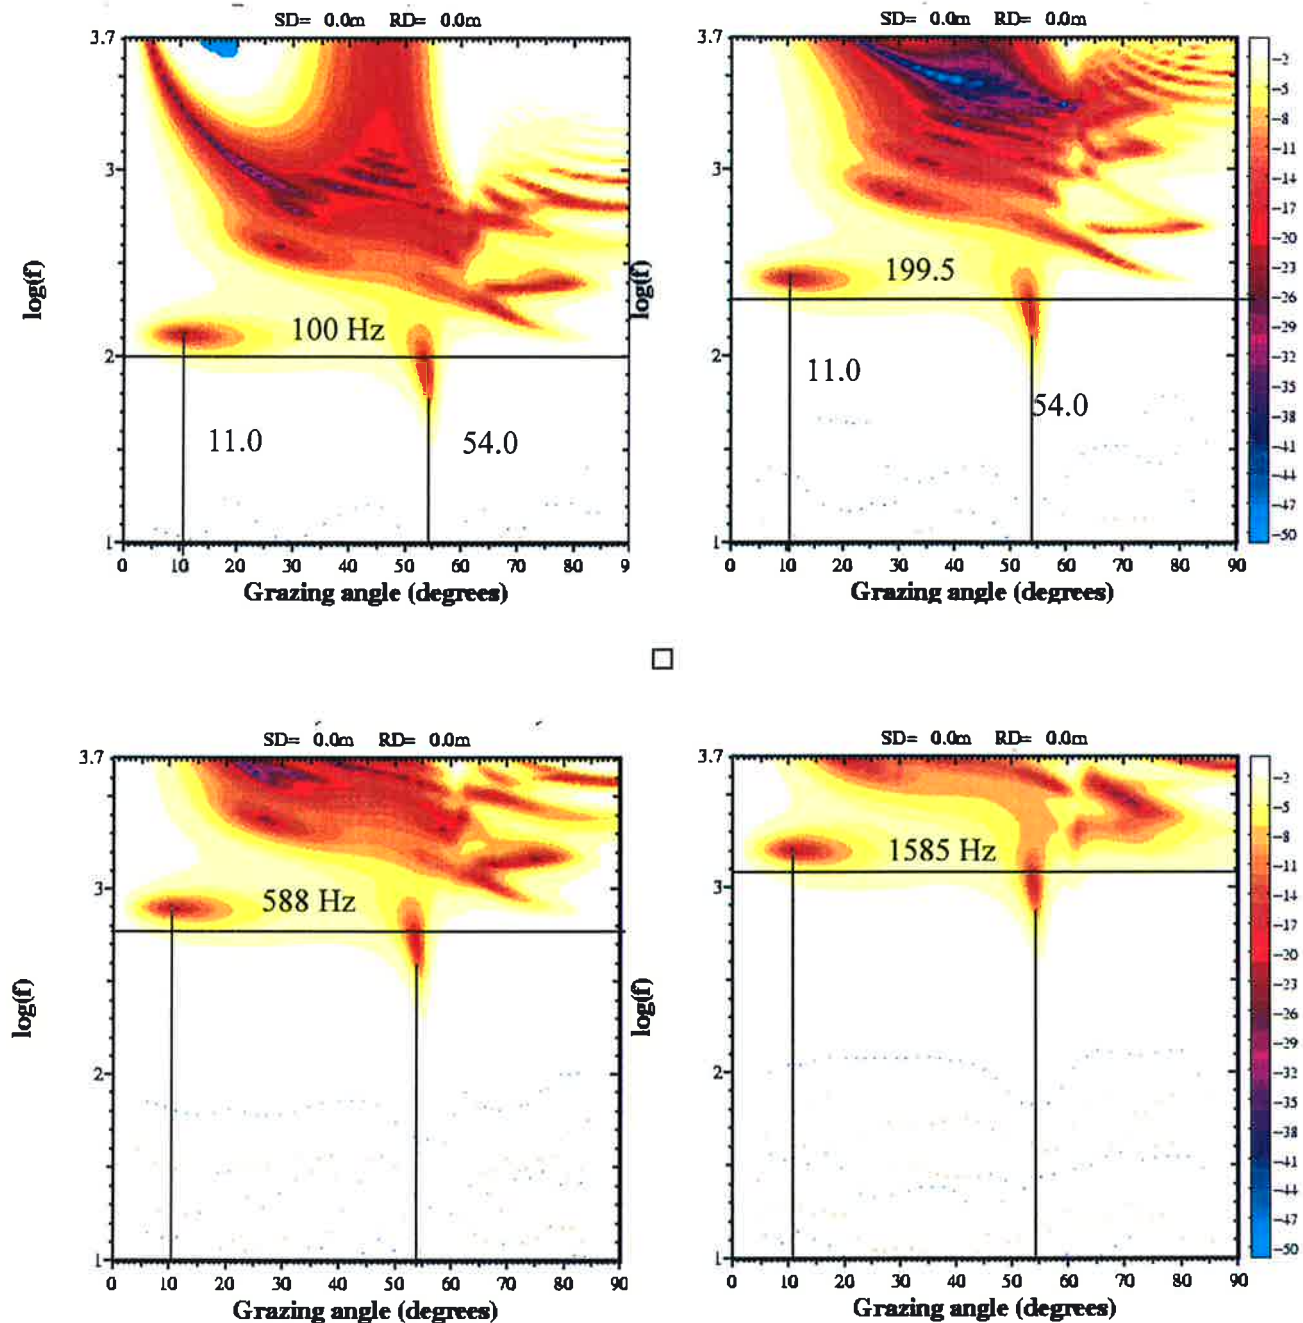 SD= 0.0m RD= 0.0m
3.7
3
2
1
log(f)
100 Hz
11.0
54.0
0 10 20 30 40 50 60 70 80 9
Grazing angle (degrees)
SD= 0.0m RD= 0.0m
3.7
3
2
1
log(f)
199.5
11.0
54.0
0 10 20 30 40 50 60 70 80 90
Grazing angle (degrees)
-2
-5
-8
-11
-14
-17
-20
-23
-26
-29
-32
-35
-38
-41
-44
-47
-50
SD= 0.0m RD= 0.0m
3.7
3
2
1
log(f)
588 Hz
0 10 20 30 40 50 60 70 80 90
Grazing angle (degrees)
SD= 0.0m RD= 0.0m
3.7
3
2
1
log(f)
1585 Hz
0 10 20 30 40 50 60 70 80 90
Grazing angle (degrees)
-2
-5
-8
-11
-14
-17
-20
-23
-26
-29
-32
-35
-38
-41
-44
-47
-50